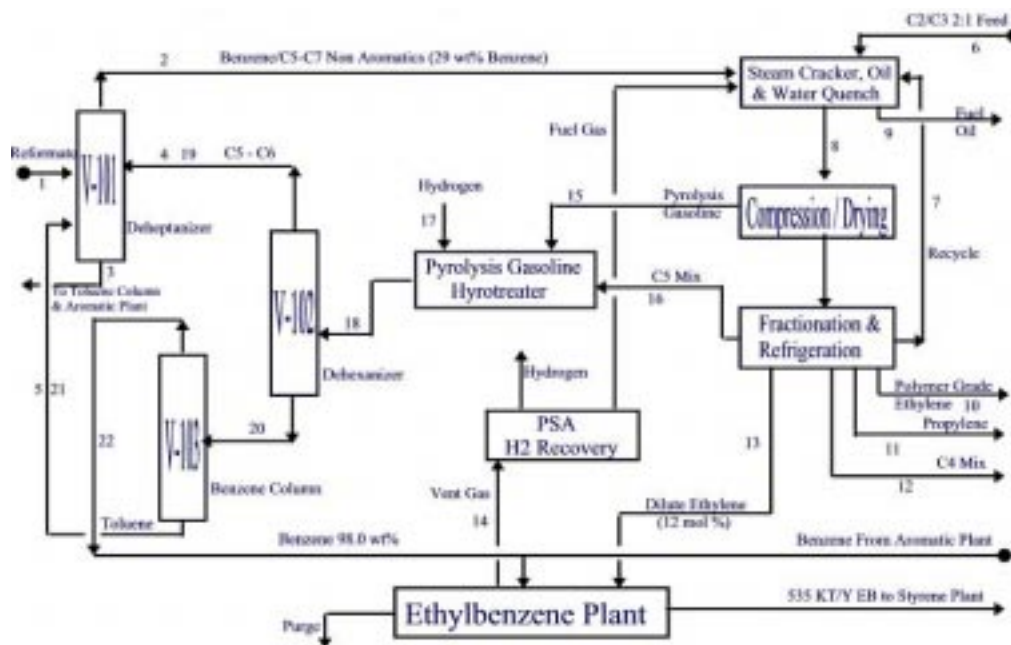 C2/C3 2:1 Feed
6
2
Benzene/C5-C7 Non Aromatics (29 wt% Benzene)
Steam Cracker, Oil
& Water Quench
Fuel Gas
Fuel
Oil
9
8
Reformate
1
4 19 C5 - C6
V-101
Hydrogen
17
15
Pyrolysis
Gasoline
Compression / Drying
7
Deheptanizer
3
Recycle
Pyrolysis Gasoline
Hyrotreater
C5 Mix
16
To Toluene Column
& Aromatic Plant
V-102
18
Fractionation &
Refrigeration
Dehexanizer
Hydrogen
Polymer Grade
Ethylene 10
5 21
22
V-103
20
PSA
H2 Recovery
13
Propylene
11
C4 Mix
12
Benzene Column
Vent Gas
14
Dilute Ethylene
(12 mol %)
Toluene
Benzene 98.0 wt%
Benzene From Aromatic Plant
Ethylbenzene Plant
535 KT/Y EB to Styrene Plant
Purge